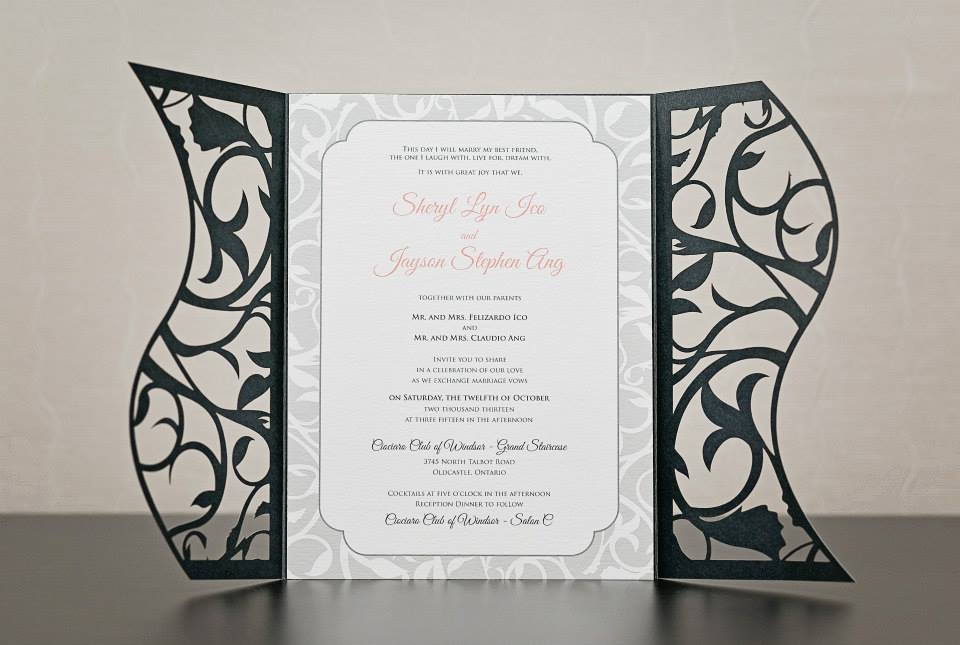 THIS DAY I WILL MARRY MY BEST FRIEND,
THE ONE I LAUGH WITH, LIVE FOR, DREAM WITH.
IT IS WITH GREAT JOY THAT WE,
Sheryl Lyn Ico
and
Jayson Stephen Ang
TOGETHER WITH OUR PARENTS
MR. AND MRS. FELIZARDO ICO
AND
MR. AND MRS. CLAUDIO ANG
INVITE YOU TO SHARE
IN A CELEBRATION OF OUR LOVE
AS WE EXCHANGE MARRIAGE VOWS
ON SATURDAY, THE TWELFTH OF OCTOBER
TWO THOUSAND THIRTEEN
AT THREE FIFTEEN IN THE AFTERNOON
Ciociaro Club of Windsor - Grand Staircase
3745 NORTH TALBOT ROAD
OLDCASTLE, ONTARIO
COCKTAILS AT FIVE O'CLOCK IN THE AFTERNOON
RECEPTION DINNER TO FOLLOW
Ciociaro Club of Windsor - Salon C